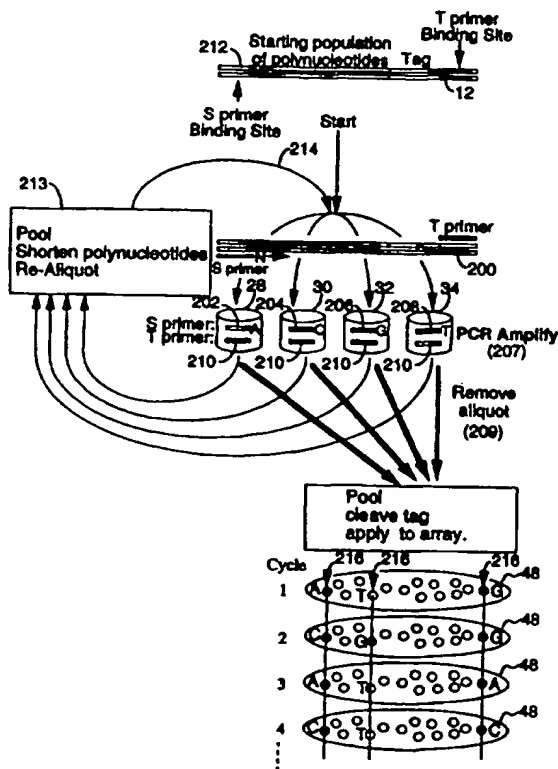 T primer
Binding Site
212
Starting population
of polynucleotides
Tag
12
S primer
Binding Site
Start
214
213
Pool
Shorten polynucleotides
Re-Aliquot
T primer
N
S primer
200
202
28
204
30
206
32
208
34
S primer:
T primer:
A
C
G
T
PCR Amplify
(207)
210
210
210
210
Remove
aliquot
(209)
Pool
cleave tag
apply to array.
Cycle
216
216
216
48
1
A
T
G
48
2
C
G
G
48
3
A
T
A
48
4
C
T
C